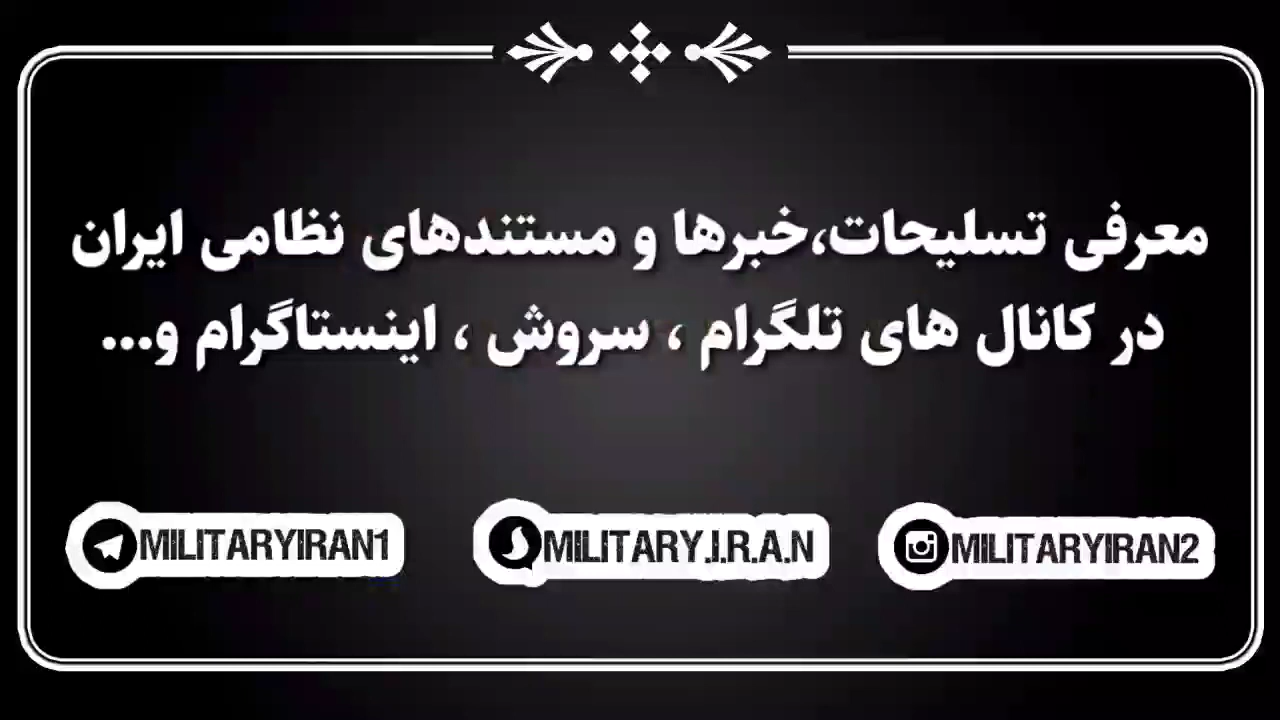 معرفی تسلیحات،خبرها و مستندهای نظامی ایران
در کانال های تلگرام ، سروش ، اینستاگرام و...
MILITARYIRAN1
MILITARY.I.R.A.N
MILITARYIRAN2